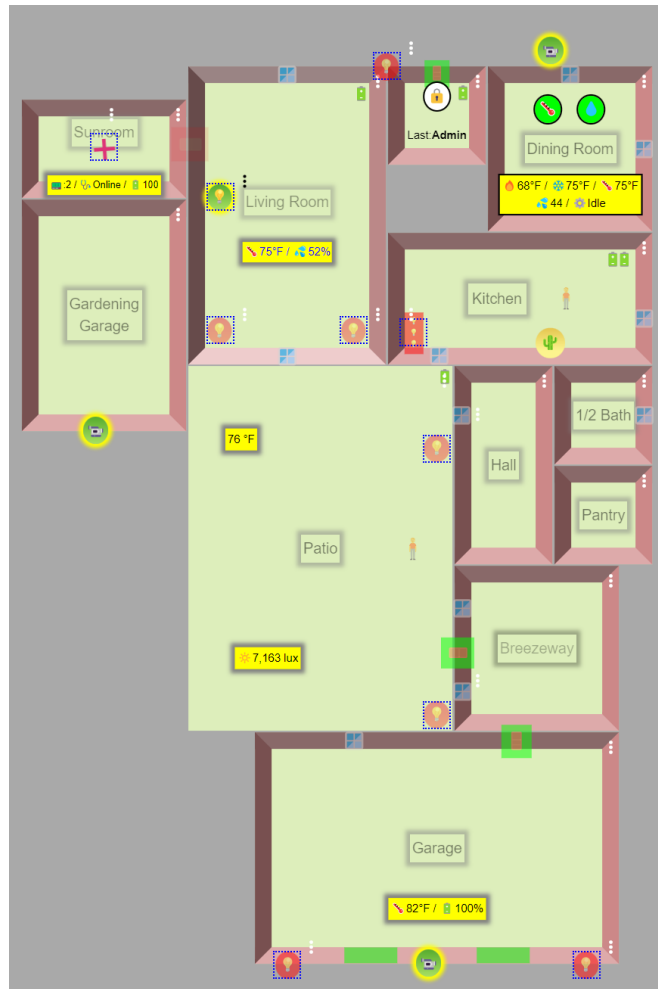 Sunroom
:2 / Online / 100
Last:Admin
Dining Room
68°F / 75°F / 75°F
44 / Idle
Living Room
75°F / 52%
Gardening
Garage
Kitchen
76 °F
1/2 Bath
Hall
Pantry
Patio
Breezeway
7,163 lux
Garage
82°F / 100%